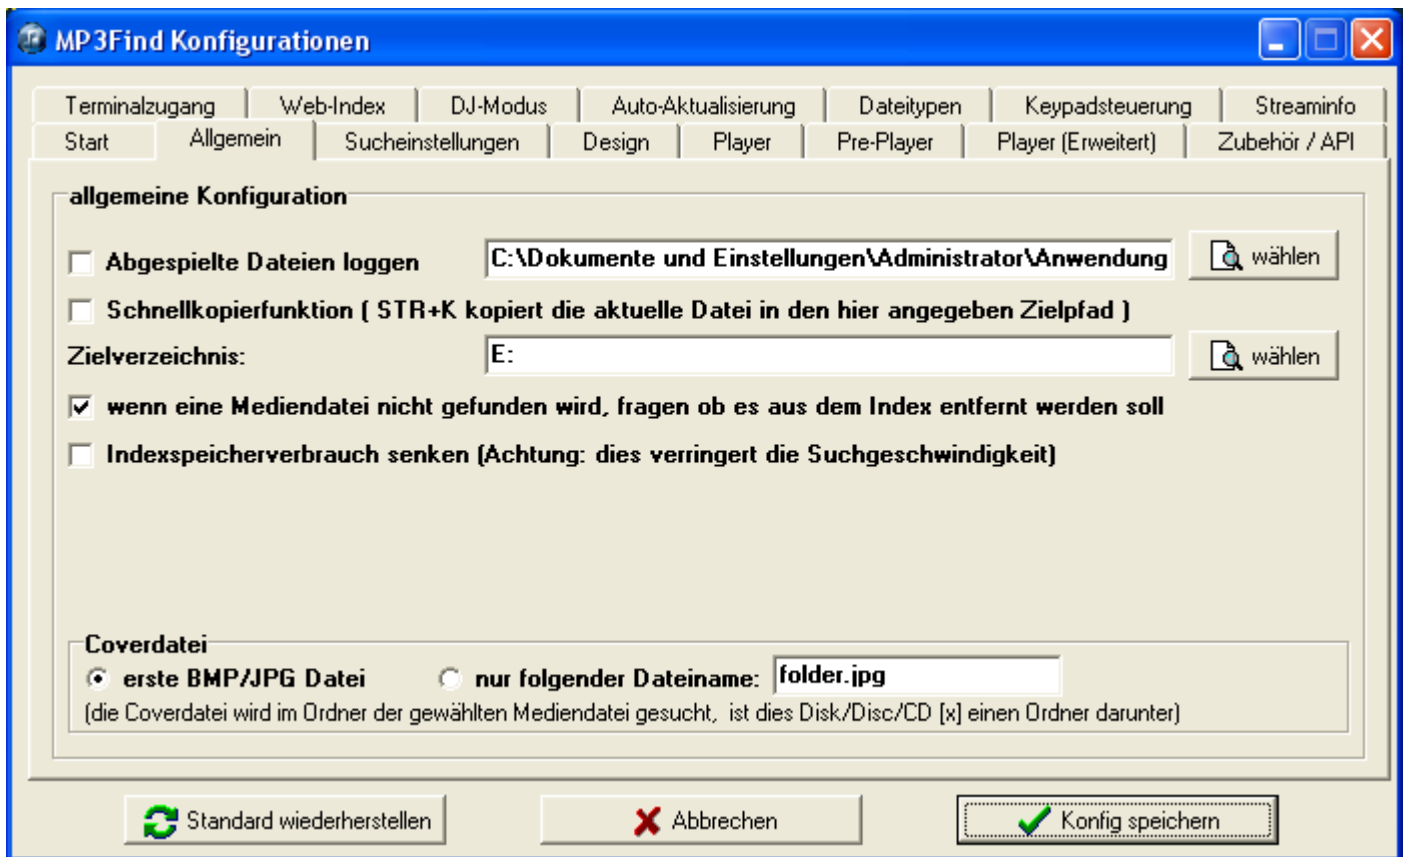 MP3Find Konfigurationen
Terminalzugang Web-Index DJ-Modus Auto-Aktualisierung Dateitypen Keypadsteuerung Streaminfo
Start Allgemein Sucheinstellungen Design Player Pre-Player Player (Erweitert) Zubehör / API
allgemeine Konfiguration
Abgespielte Dateien loggen C:\Dokumente und Einstellungen\Administrator\Anwendung wählen
Schnellkopierfunktion ( STR+K kopiert die aktuelle Datei in den hier angegeben Zielpfad )
Zielverzeichnis: E: wählen
wenn eine Mediendatei nicht gefunden wird, fragen ob es aus dem Index entfernt werden soll
Indexspeicherverbrauch senken (Achtung: dies verringert die Suchgeschwindigkeit)
Coverdatei
erste BMP/JPG Datei nur folgender Dateiname: folder.jpg
(die Coverdatei wird im Ordner der gewählten Mediendatei gesucht, ist dies Disk/Disc/CD [x] einen Ordner darunter)
Standard wiederherstellen Abbrechen Konfig speichern